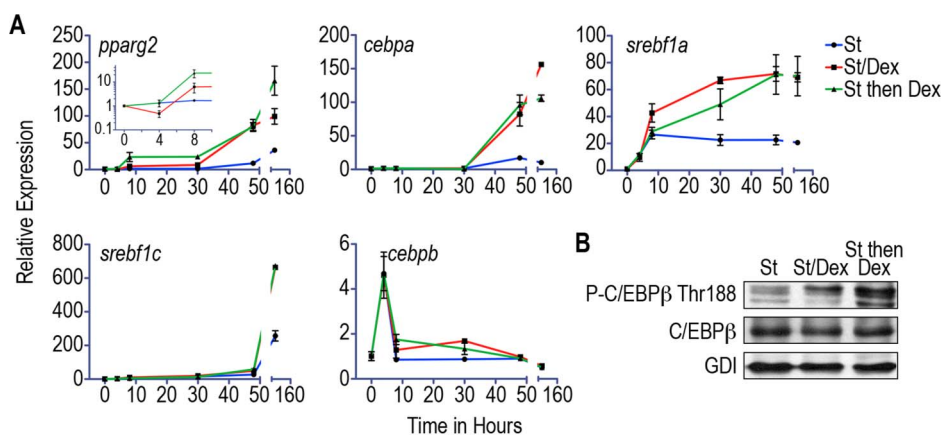 A
Relative Expression
pparg2
250
200
150
100
50
0
10
1
0.1
0 4 8
0 10 20 30 40 50 160
cebpa
250
200
150
100
50
0
0 10 20 30 40 50 160
srebf1a
100
80
60
40
20
0
0 10 20 30 40 50 160
St
St/Dex
St then Dex
srebf1c
800
600
400
200
0
0 10 20 30 40 50 160
cebpb
6
4
2
0
0 10 20 30 40 50 160
Time in Hours
B
St St/Dex St then
Dex
P-C/EBPβ Thr188
C/EBPβ
GDI